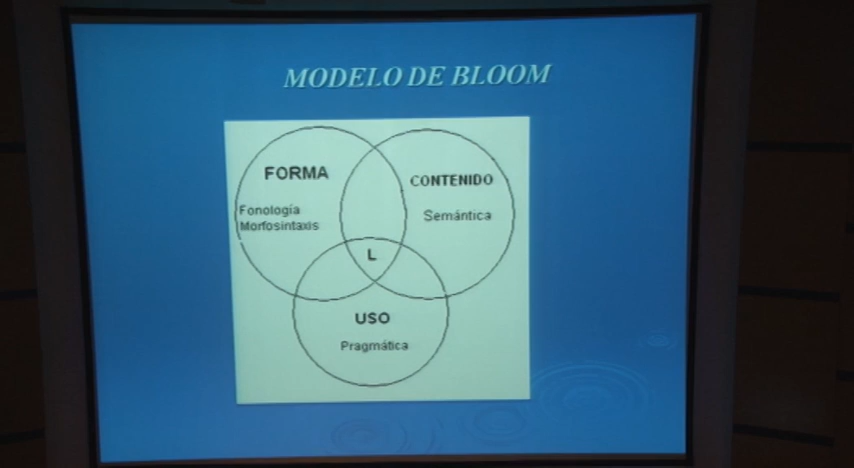 MODELO DE BLOOM
FORMA
CONTENIDO
Fonología
Morfosintaxis
Semántica
L
USO
Pragmática